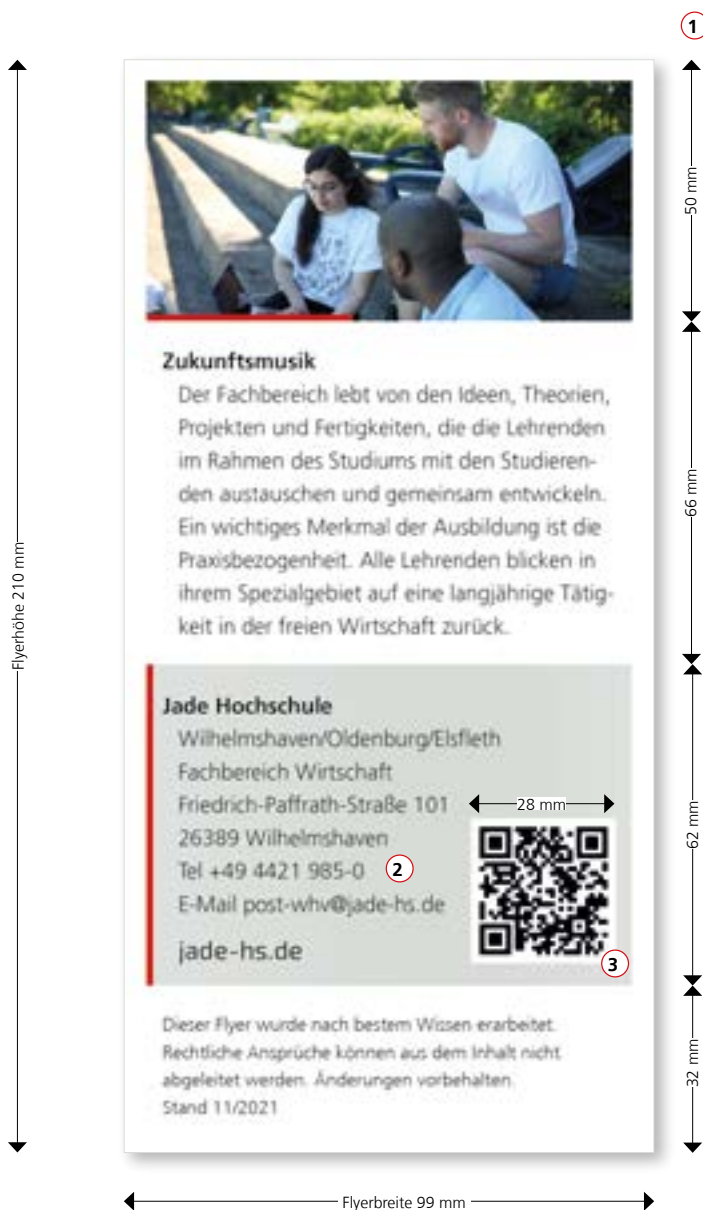 1
50 mm
Zukunftsmusik
Der Fachbereich lebt von den Ideen, Theorien,
Projekten und Fertigkeiten, die die Lehrenden
im Rahmen des Studiums mit den Studieren-
den austauschen und gemeinsam entwickeln.
Ein wichtiges Merkmal der Ausbildung ist die
Praxisbezogenheit. Alle Lehrenden blicken in
ihrem Spezialgebiet auf eine langjährige Tätig-
keit in der freien Wirtschaft zurück.
66 mm
Flyerhöhe 210 mm
Jade Hochschule
Wilhelmshaven/Oldenburg/Elsfleth
Fachbereich Wirtschaft
Friedrich-Paffrath-Straße 101
28 mm
26389 Wilhelmshaven
Tel +49 4421 985-0 2
E-Mail post-whv@jade-hs.de
jade-hs.de
3
62 mm
Dieser Flyer wurde nach bestem Wissen erarbeitet.
Rechtliche Ansprüche können aus dem Inhalt nicht
abgeleitet werden. Änderungen vorbehalten.
Stand 11/2021
32 mm
Flyerbreite 99 mm